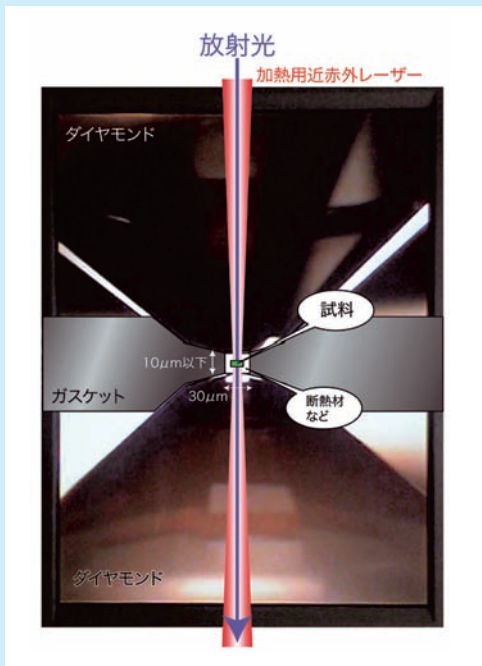 放射光
加熱用近赤外レーザー
ダイヤモンド
試料
10μm以下
ガスケット
30μm
断熱材
など
ダイヤモンド